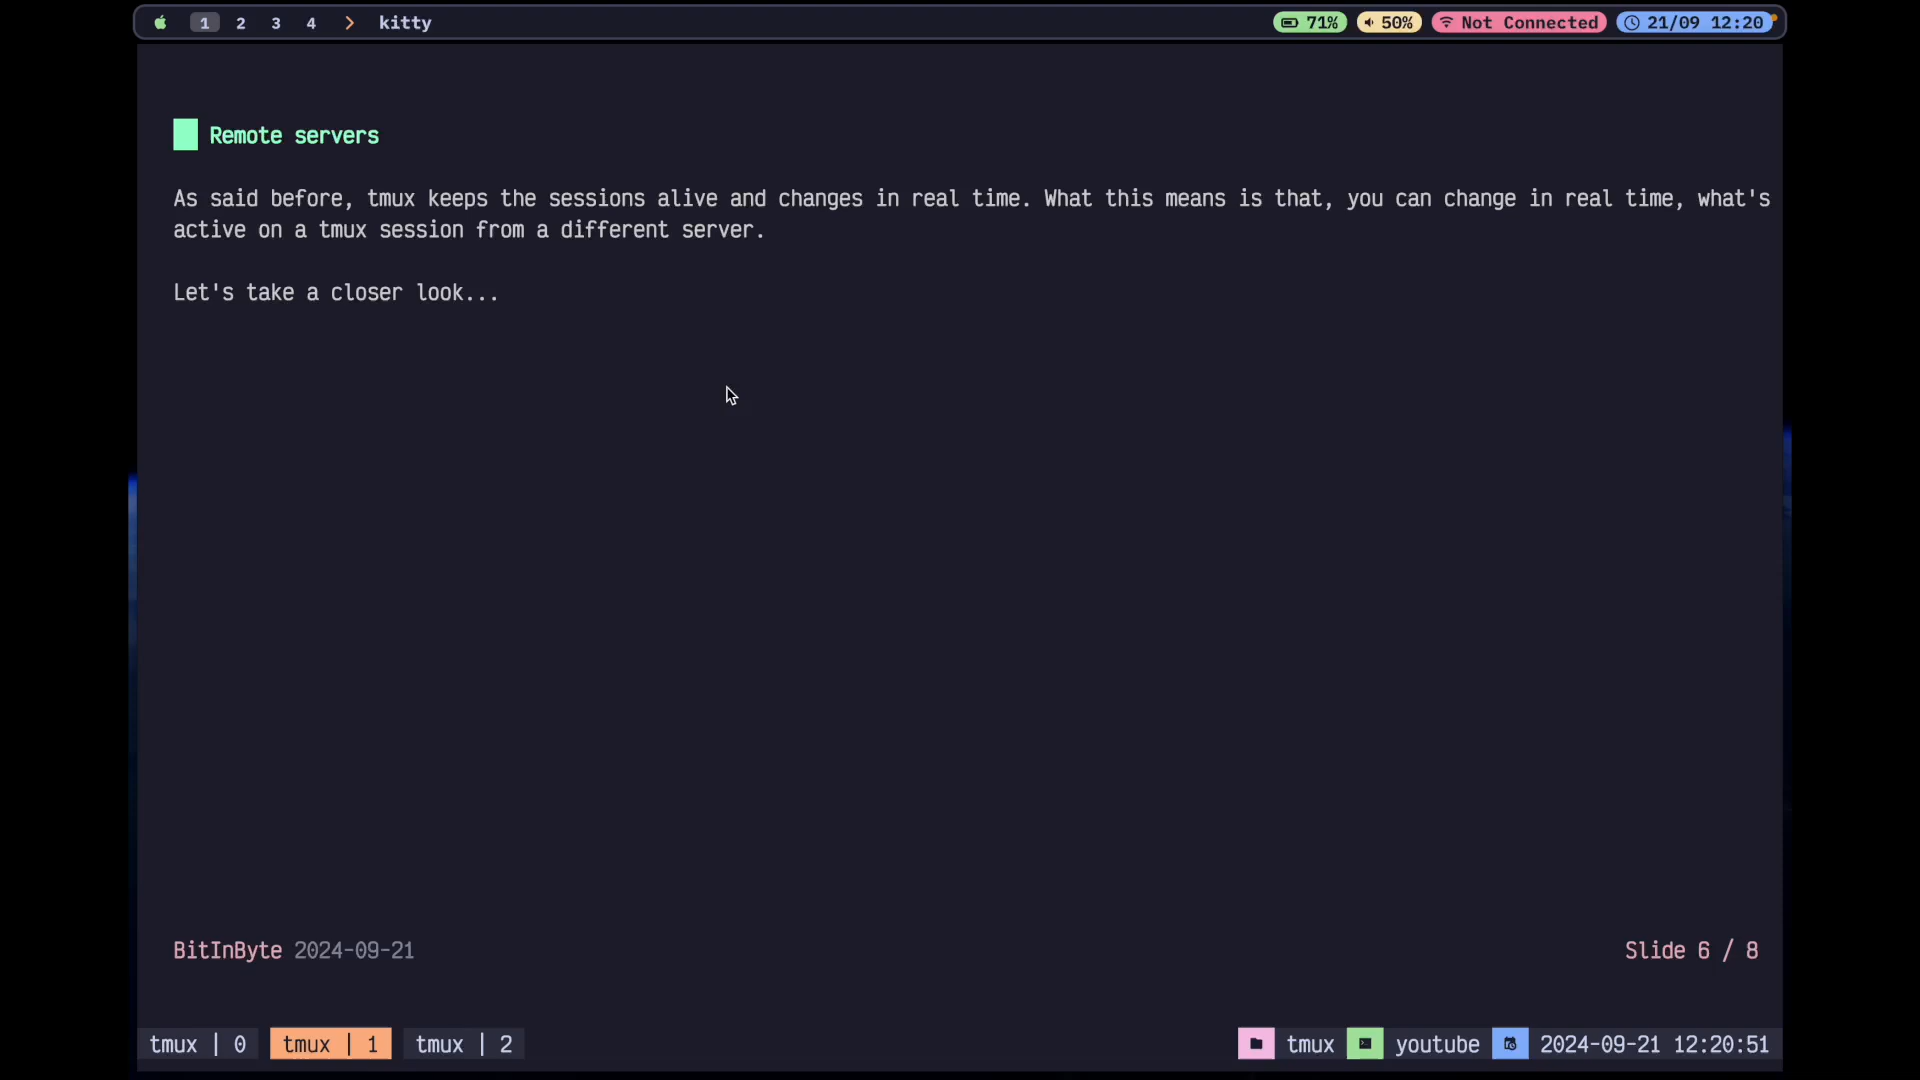 1 2 3 4 > kitty 71% 50% Not Connected 21/09 12:20
Remote servers
As said before, tmux keeps the sessions alive and changes in real time. What this means is that, you can change in real time, what's
active on a tmux session from a different server.
Let's take a closer look...
BitInByte 2024-09-21 Slide 6 / 8
tmux | 0 tmux | 1 tmux | 2 tmux youtube 2024-09-21 12:20:51